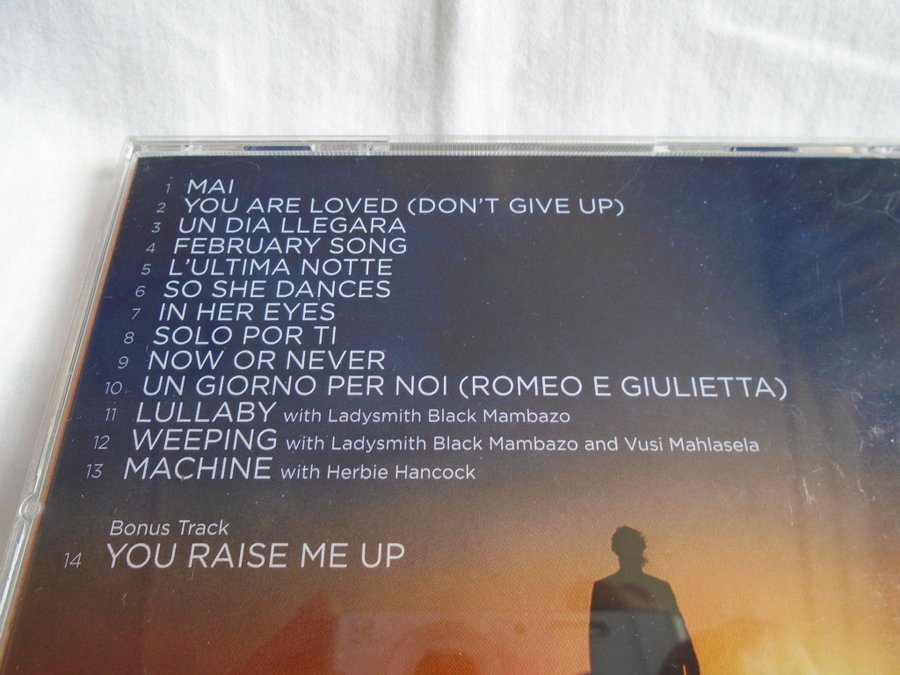 1 MAI
2 YOU ARE LOVED (DON'T GIVE UP)
3 UN DIA LLEGARA
4 FEBRUARY SONG
5 L'ULTIMA NOTTE
6 SO SHE DANCES
7 IN HER EYES
8 SOLO POR TI
9 NOW OR NEVER
10 UN GIORNO PER NOI (ROMEO E GIULIETTA)
11 LULLABY with Ladysmith Black Mambazo
12 WEEPING with Ladysmith Black Mambazo and Vusi Mahlasela
13 MACHINE with Herbie Hancock
Bonus Track
14 YOU RAISE ME UP